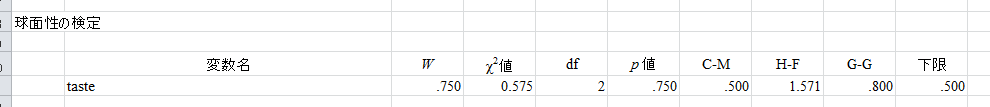 球面性の検定
変数名 W χ²値 df p 値 C-M H-F G-G 下限
taste .750 0.575 2 .750 .500 1.571 .800 .500